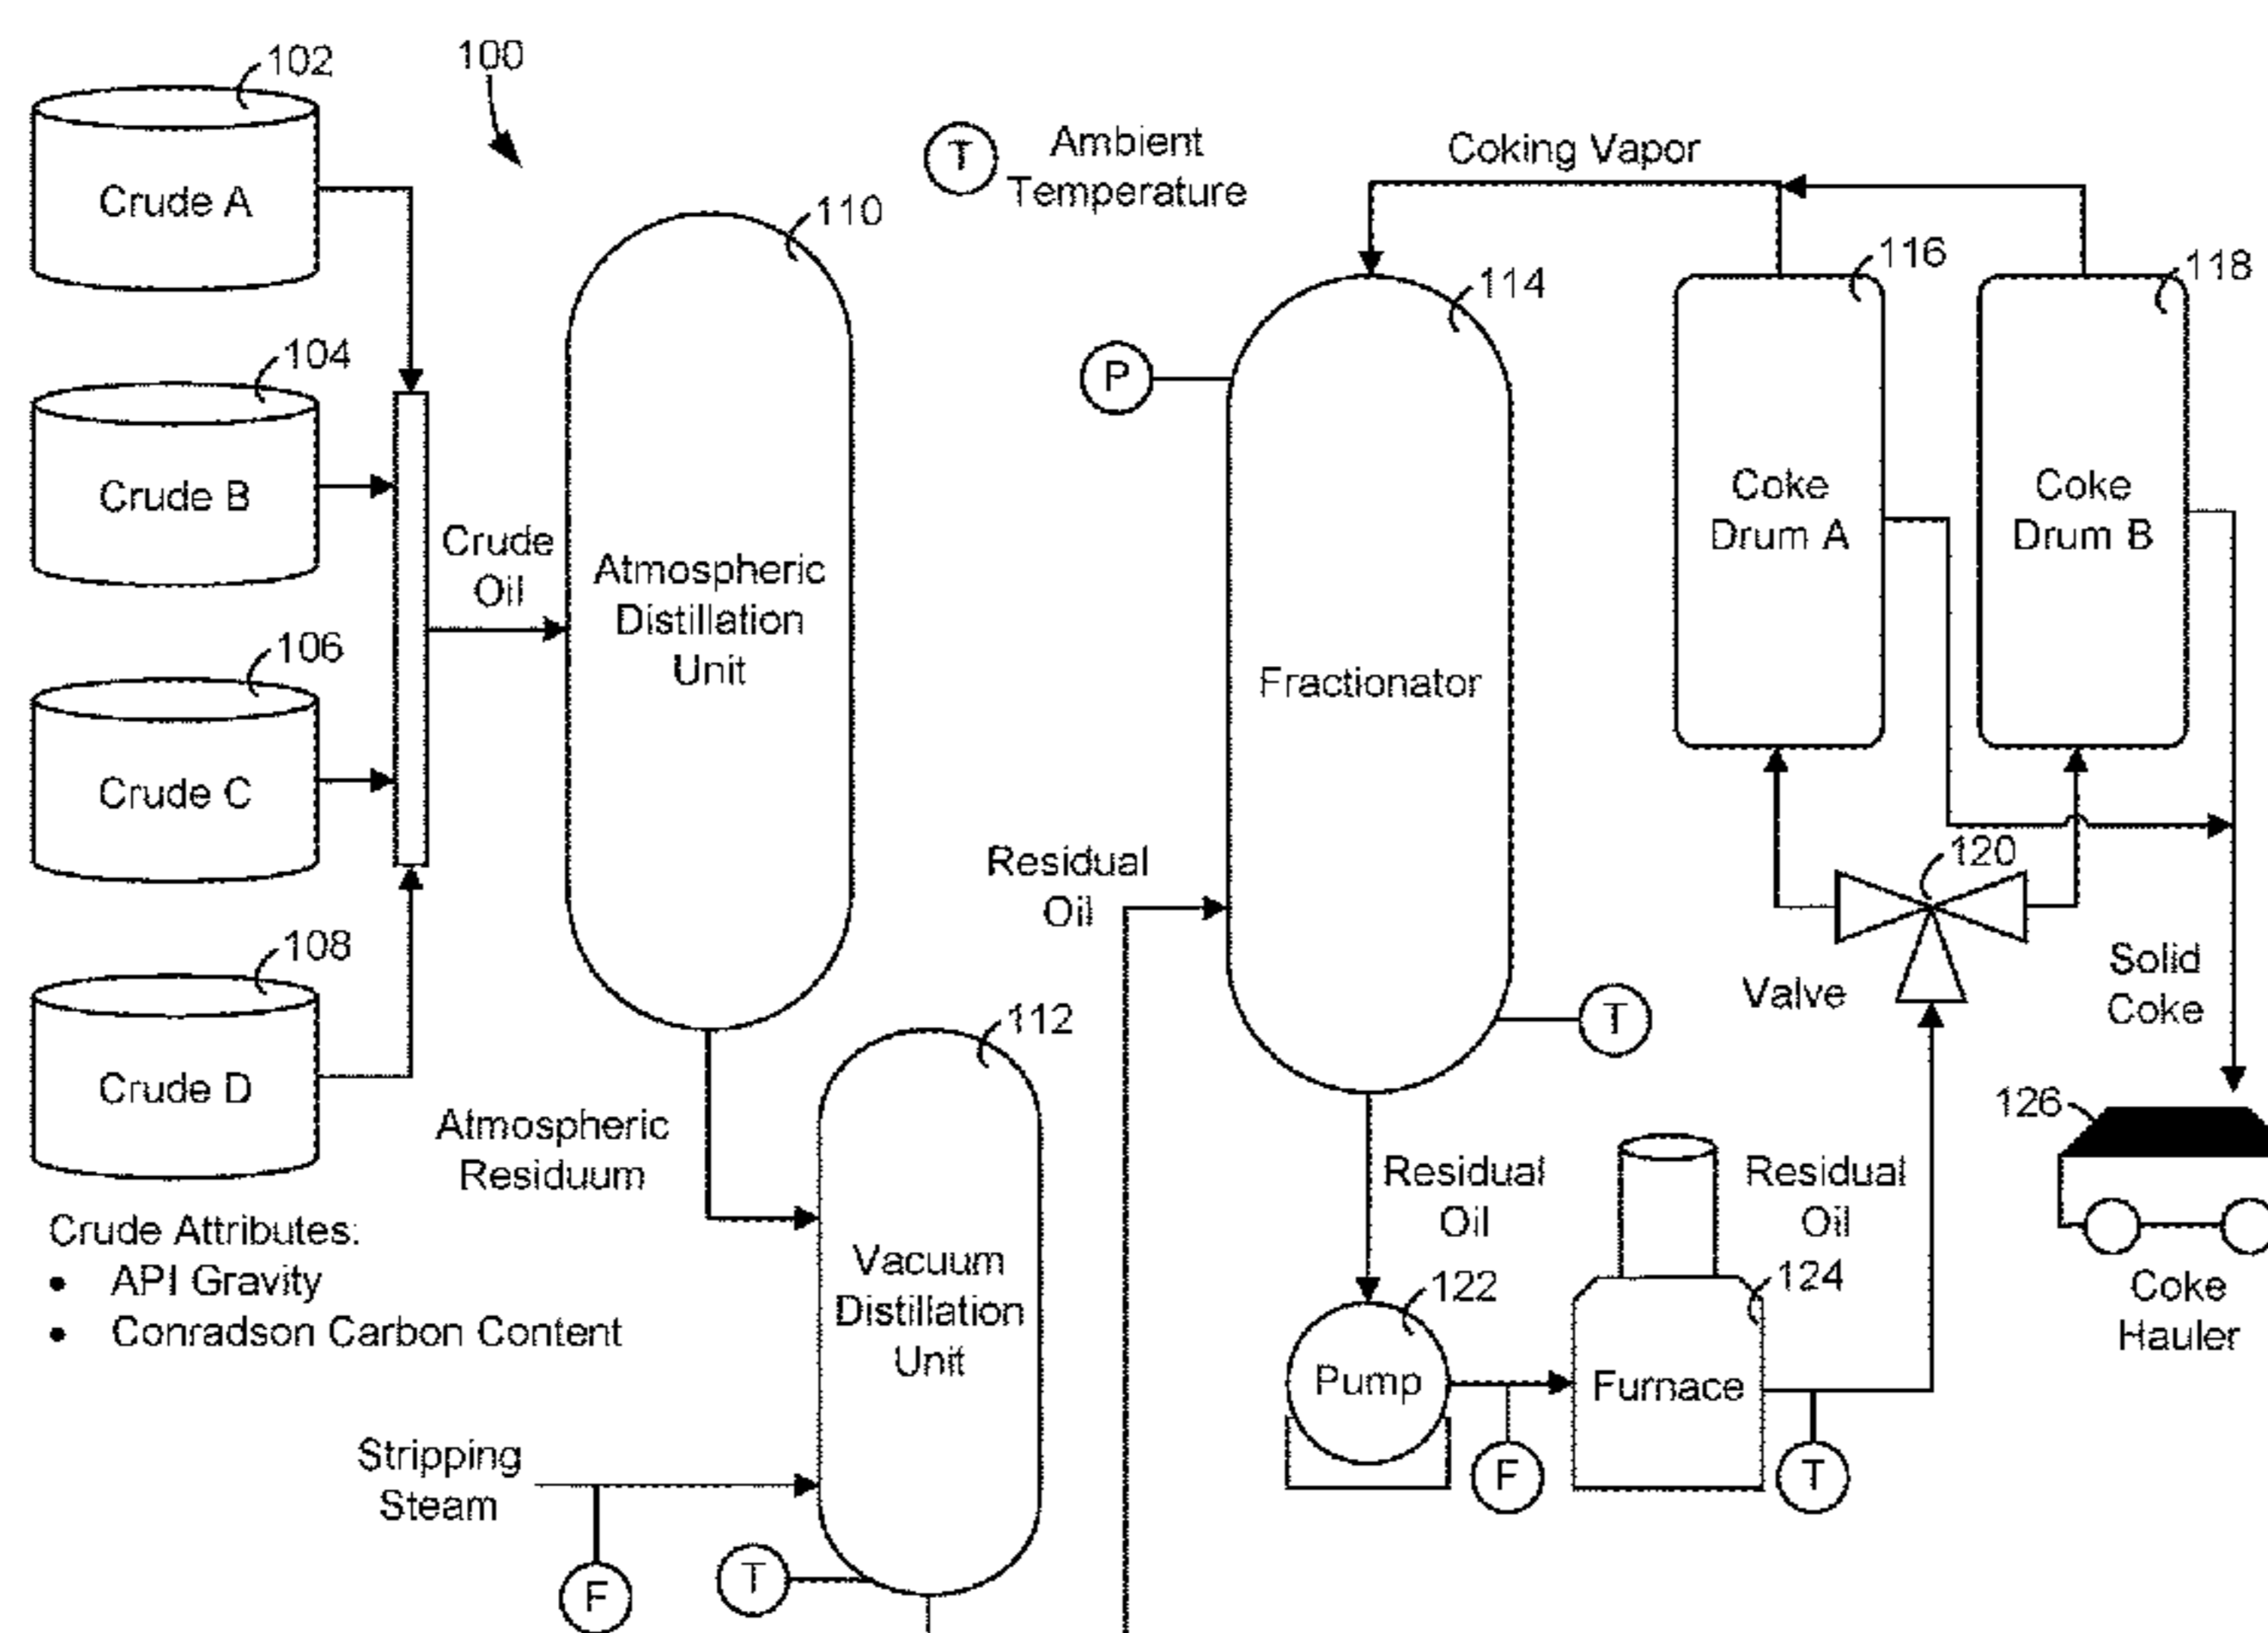 100
102
Crude A
104
Crude B
106
Crude C
108
Crude D
Crude Attributes:
• API Gravity
• Conradson Carbon Content
Crude
Oil
110
Atmospheric
Distillation
Unit
Atmospheric
Residuum
112
Vacuum
Distillation
Unit
Stripping
Steam
F
T
T
Ambient
Temperature
Coking Vapor
P
114
Fractionator
Residual
Oil
T
116
Coke
Drum A
118
Coke
Drum B
120
Valve
Solid
Coke
126
Coke
Hauler
Residual
Oil
122
Pump
F
124
Furnace
Residual
Oil
T